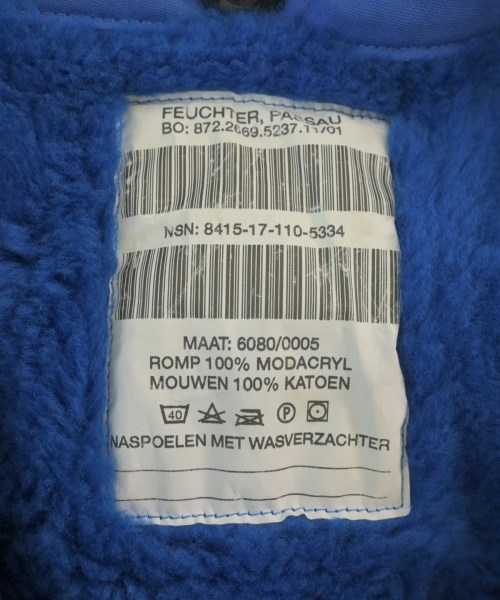 FEUCHTER, PASSAU
BO: 872.2669.5237.11/01
NSN: 8415-17-110-5334
MAAT: 6080/0005
ROMP 100% MODACRYL
MOUWEN 100% KATOEN
40 P
NASPOELEN MET WASVERZACHTER